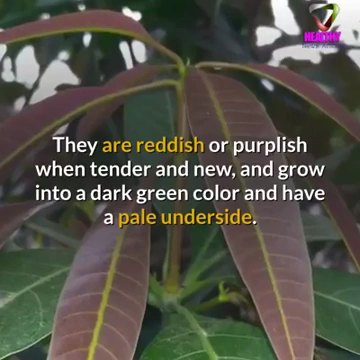 HEALTHY
They are reddish or purplish
when tender and new, and grow
into a dark green color and have
a pale underside.